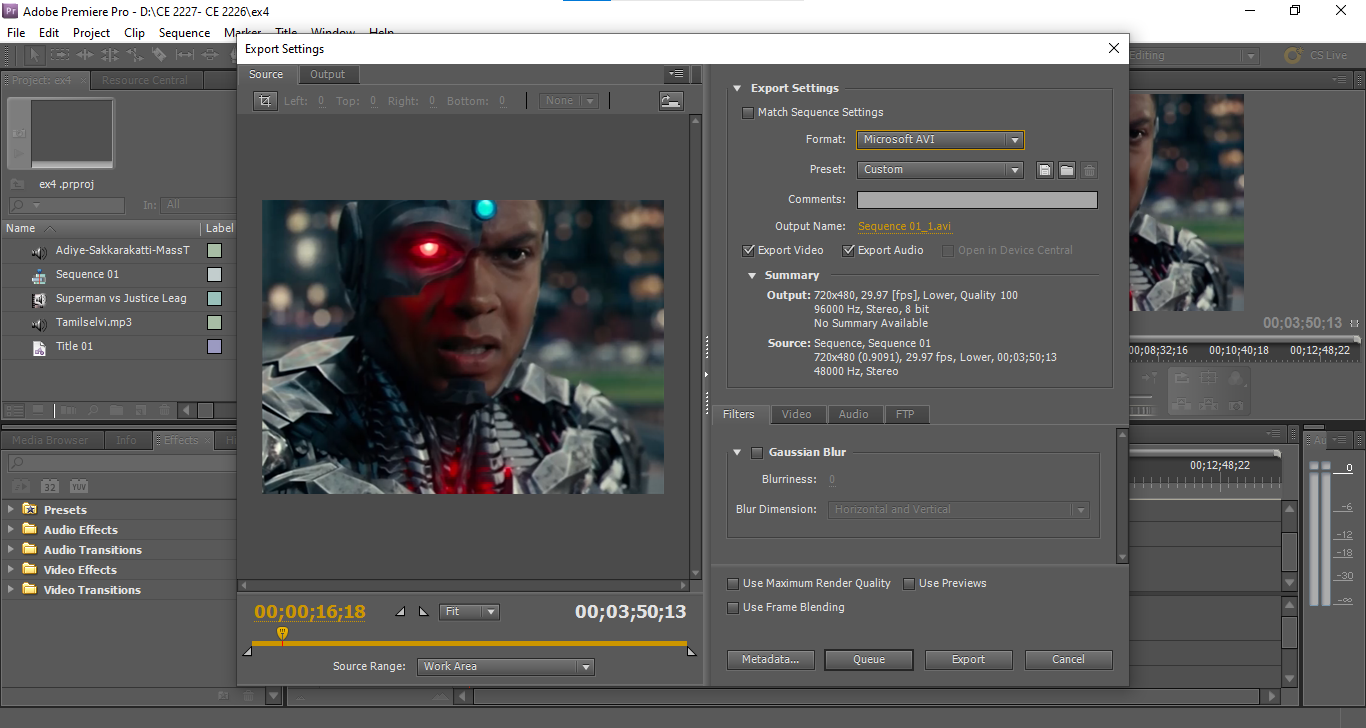 Adobe Premiere Pro - D:\CE 2227- CE 2226\ex4
File Edit Project Clip Sequence Marker Title Window Help
Project: ex4 Resource Central
ex4 .prproj
In: All
Name Label
Adiye-Sakkarakatti-MassT
Sequence 01
Superman vs Justice Leag
Tamilselvi.mp3
Title 01
Media Browser Info Effects Hi
32 YUV
Presets
Audio Effects
Audio Transitions
Video Effects
Video Transitions
Export Settings
Source Output
Left: 0 Top: 0 Right: 0 Bottom: 0 None
00;00;16;18 Fit 00;03;50;13
Source Range: Work Area
Export Settings
Match Sequence Settings
Format: Microsoft AVI
Preset: Custom
Comments:
Output Name: Sequence 01_1.avi
Export Video Export Audio Open in Device Central
Summary
Output: 720x480, 29.97 [fps], Lower, Quality 100
96000 Hz, Stereo, 8 bit
No Summary Available
Source: Sequence, Sequence 01
720x480 (0.9091), 29.97 fps, Lower, 00;03;50;13
48000 Hz, Stereo
Filters Video Audio FTP
Gaussian Blur
Blurriness: 0
Blur Dimension: Horizontal and Vertical
Use Maximum Render Quality Use Previews
Use Frame Blending
Metadata... Queue Export Cancel
Editing CS Live
00;03;50;13
00;08;32;16 00;10;40;18 00;12;48;22
00;12;48;22
Au
0
-6
-12
-18
-30
-∞